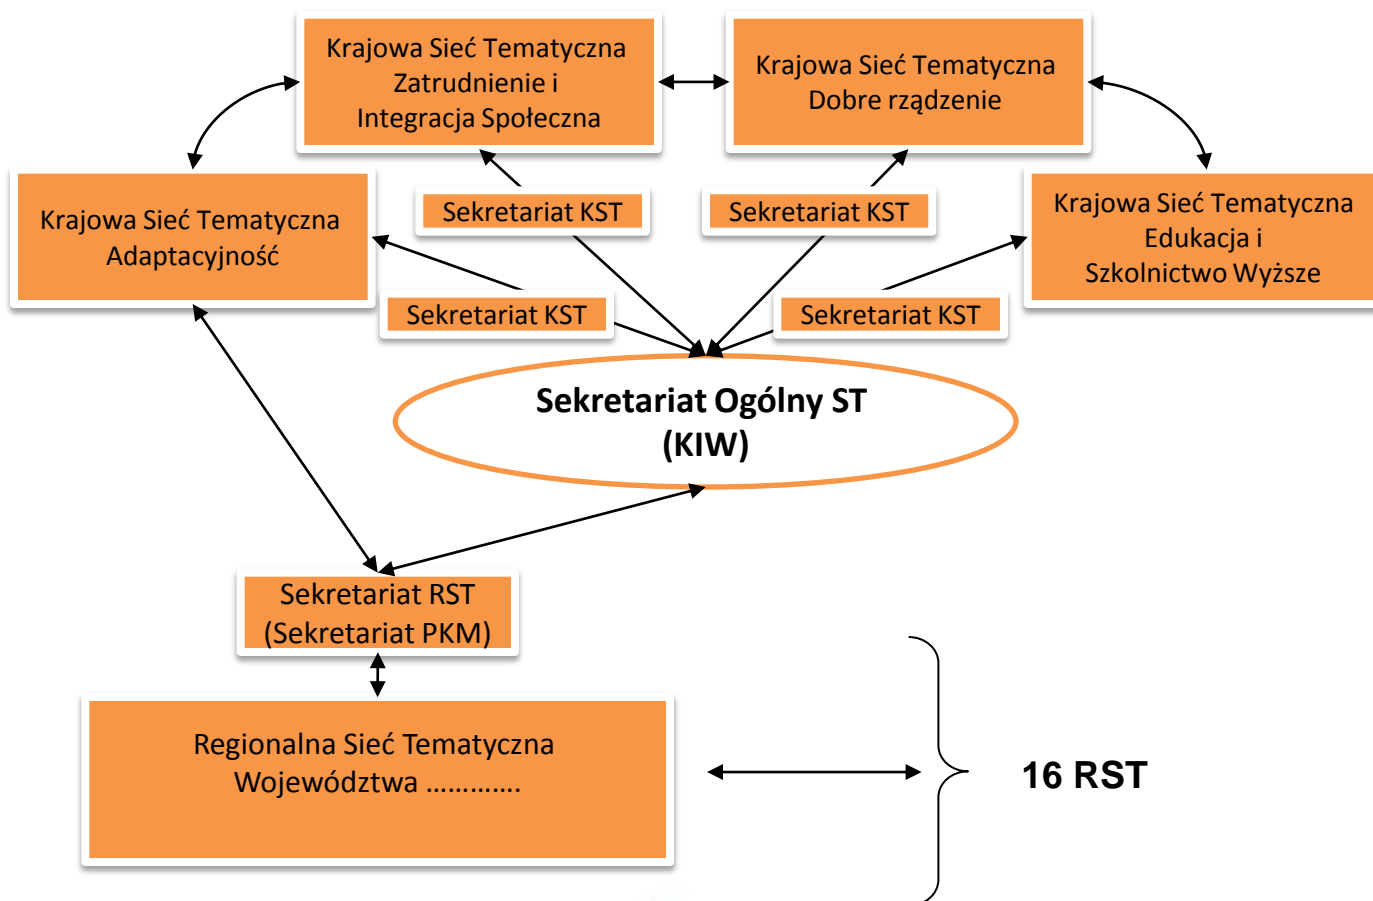 Krajowa Sieć Tematyczna
Zatrudnienie i
Integracja Społeczna
Krajowa Sieć Tematyczna
Dobre rządzenie
Krajowa Sieć Tematyczna
Adaptacyjność
Sekretariat KST
Sekretariat KST
Krajowa Sieć Tematyczna
Edukacja i
Szkolnictwo Wyższe
Sekretariat KST
Sekretariat KST
Sekretariat Ogólny ST
(KIW)
Sekretariat RST
(Sekretariat PKM)
Regionalna Sieć Tematyczna
Województwa ………….
16 RST